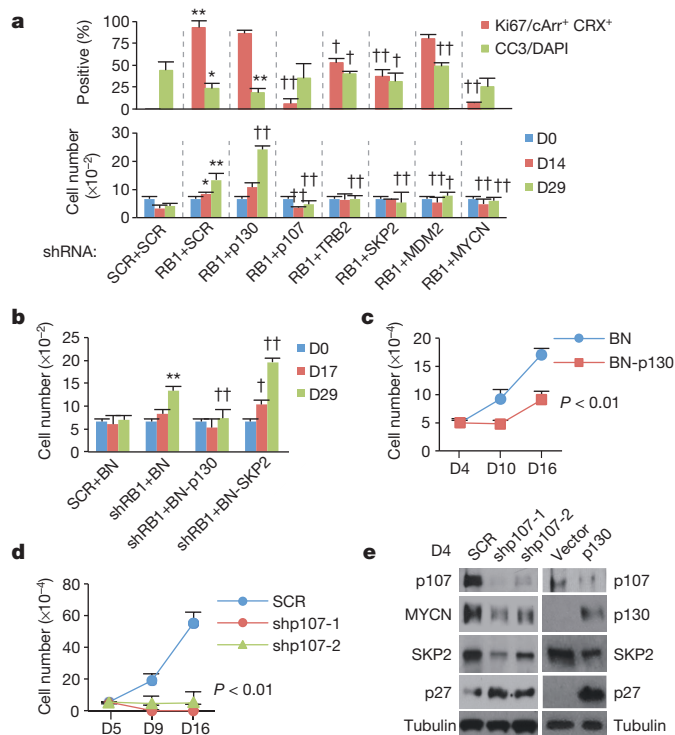 a
Ki67/cArr⁺ CRX⁺
CC3/DAPI
Positive (%)
100
75
50
25
0
** * ** †† † † †† † †† ††
Cell number (×10⁻²)
30
20
10
0
D0
D14
D29
* ** †† †† †† †† †† †† † †† ††
shRNA:
SCR+SCR
RB1+SCR
RB1+p130
RB1+p107
RB1+TRB2
RB1+SKP2
RB1+MDM2
RB1+MYCN
b
Cell number (×10⁻²)
25
20
15
10
5
0
D0
D17
D29
** †† † ††
SCR+BN
shRB1+BN
shRB1+BN-p130
shRB1+BN-SKP2
c
Cell number (×10⁻⁴)
20
15
10
5
0
BN
BN-p130
P < 0.01
D4 D10 D16
d
Cell number (×10⁻⁴)
80
60
40
20
0
SCR
shp107-1
shp107-2
P < 0.01
D5 D9 D16
e
D4 SCR shp107-1 shp107-2 Vector p130
p107 p107
MYCN p130
SKP2 SKP2
p27 p27
Tubulin Tubulin